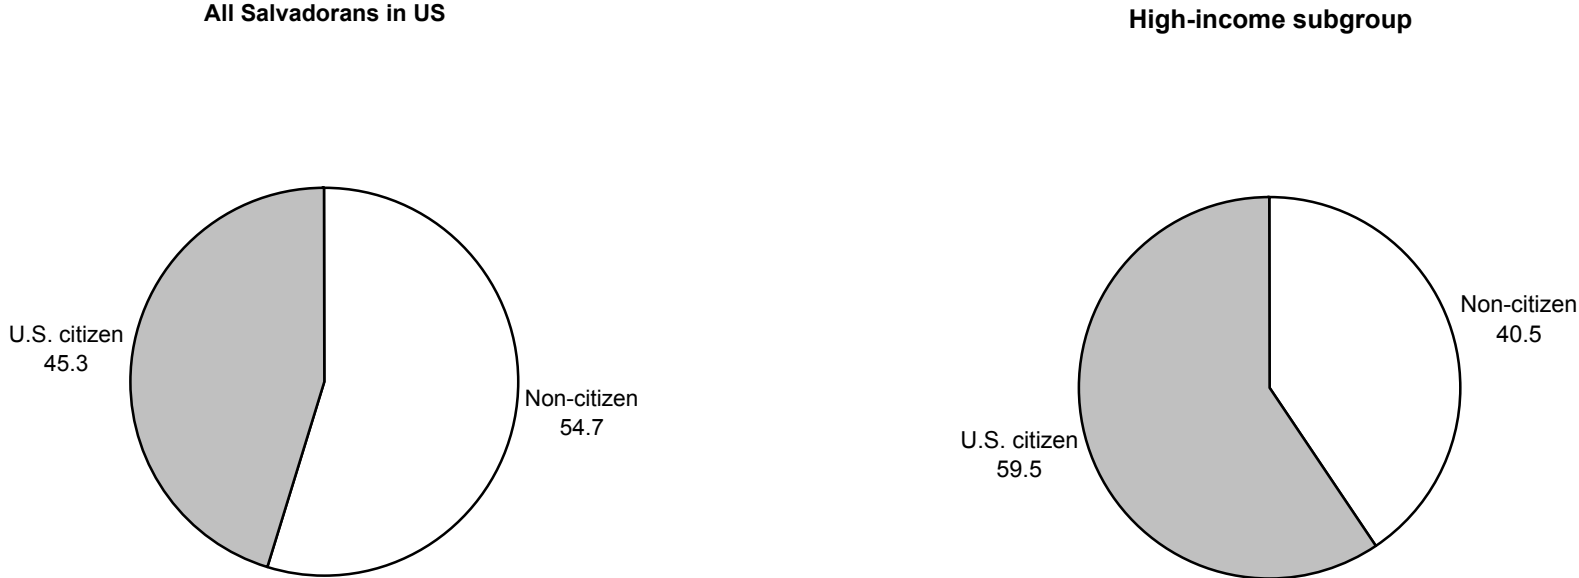 All Salvadorans in US
U.S. citizen
45.3
Non-citizen
54.7
High-income subgroup
Non-citizen
40.5
U.S. citizen
59.5